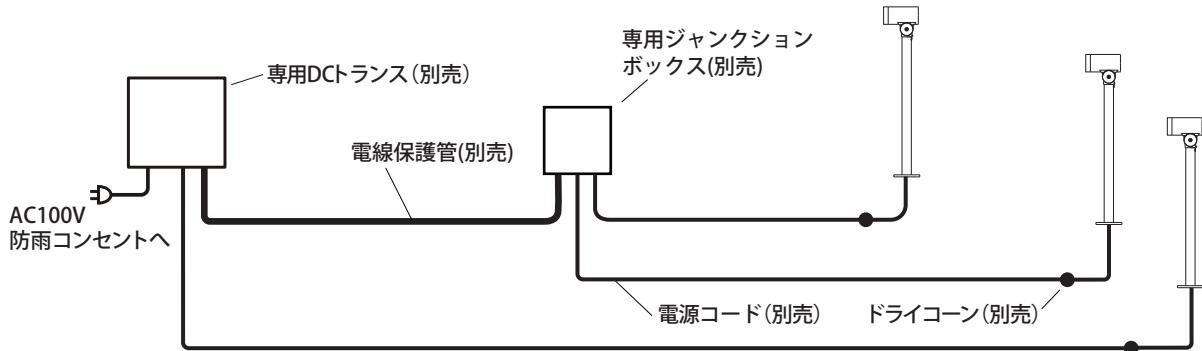 専用ジャンクション
ボックス(別売)
専用DCトランス（別売）
電線保護管(別売)
AC100V
防雨コンセントへ
電源コード（別売）
ドライコーン（別売）